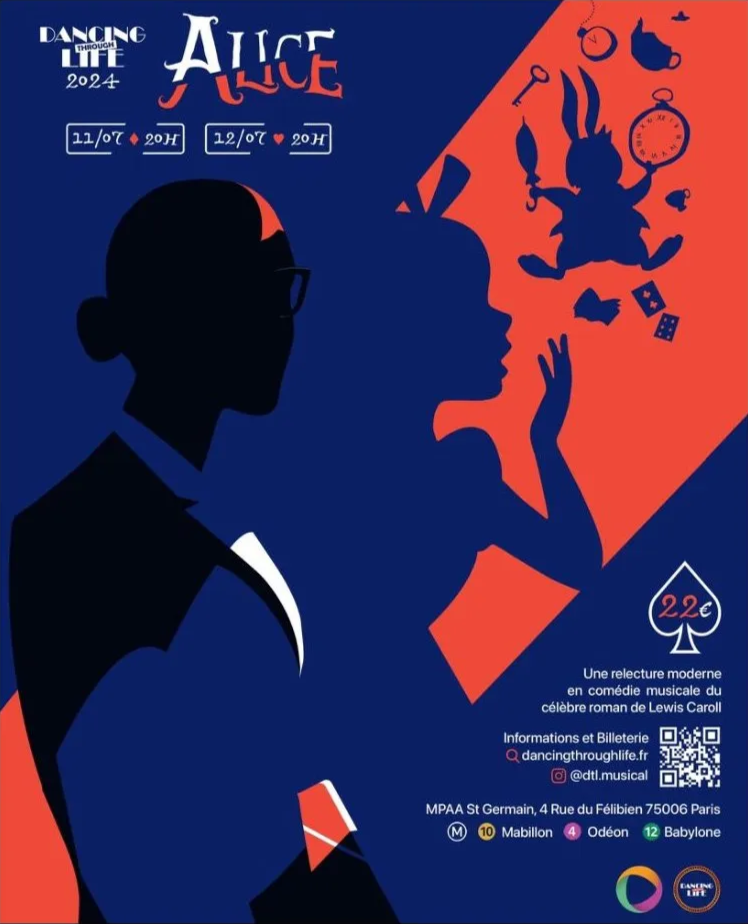 DANCING
THROUGH
LIFE
2024
ALICE
11/07 ♦ 20H
12/07 ♥ 20H
22€
Une relecture moderne
en comédie musicale du
célèbre roman de Lewis Caroll
Informations et Billeterie
dancingthroughlife.fr
@dtl.musical
MPAA St Germain, 4 Rue du Félibien 75006 Paris
M 10 Mabillon 4 Odéon 12 Babylone
DANCING
LIFE